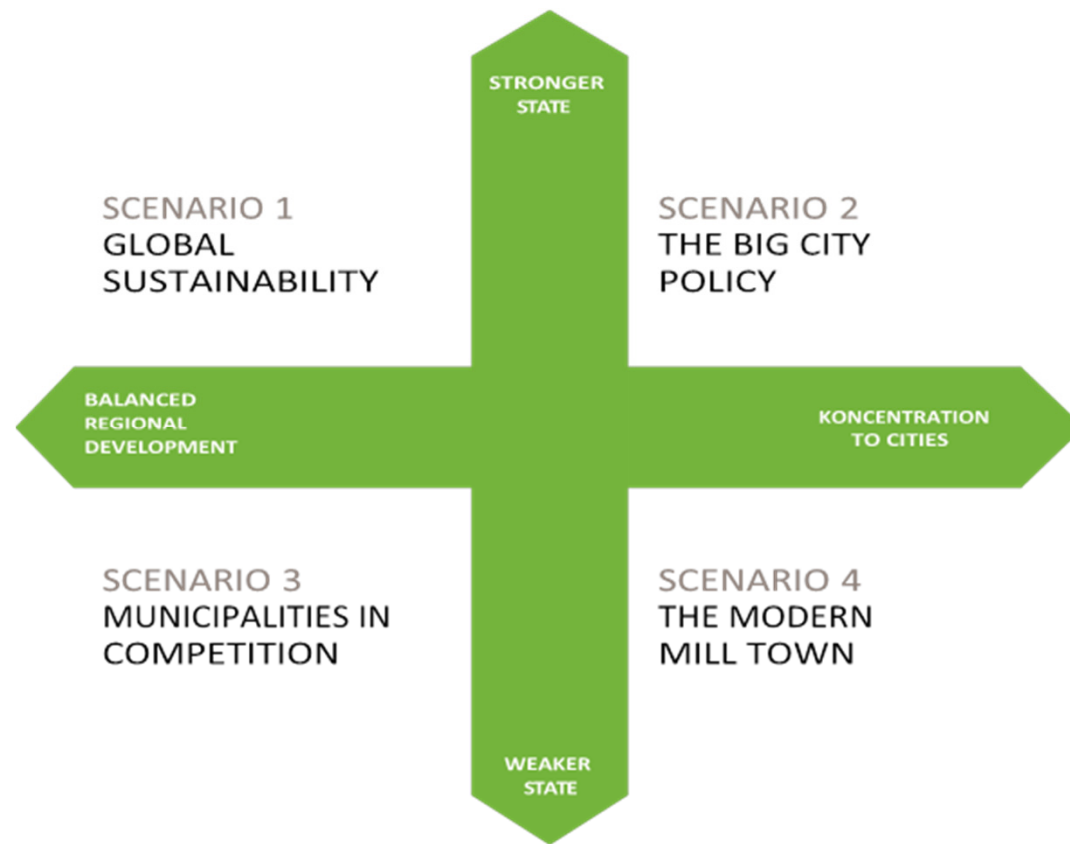 STRONGER
STATE
SCENARIO 1
GLOBAL
SUSTAINABILITY
SCENARIO 2
THE BIG CITY
POLICY
BALANCED
REGIONAL
DEVELOPMENT
KONCENTRATION
TO CITIES
SCENARIO 3
MUNICIPALITIES IN
COMPETITION
SCENARIO 4
THE MODERN
MILL TOWN
WEAKER
STATE